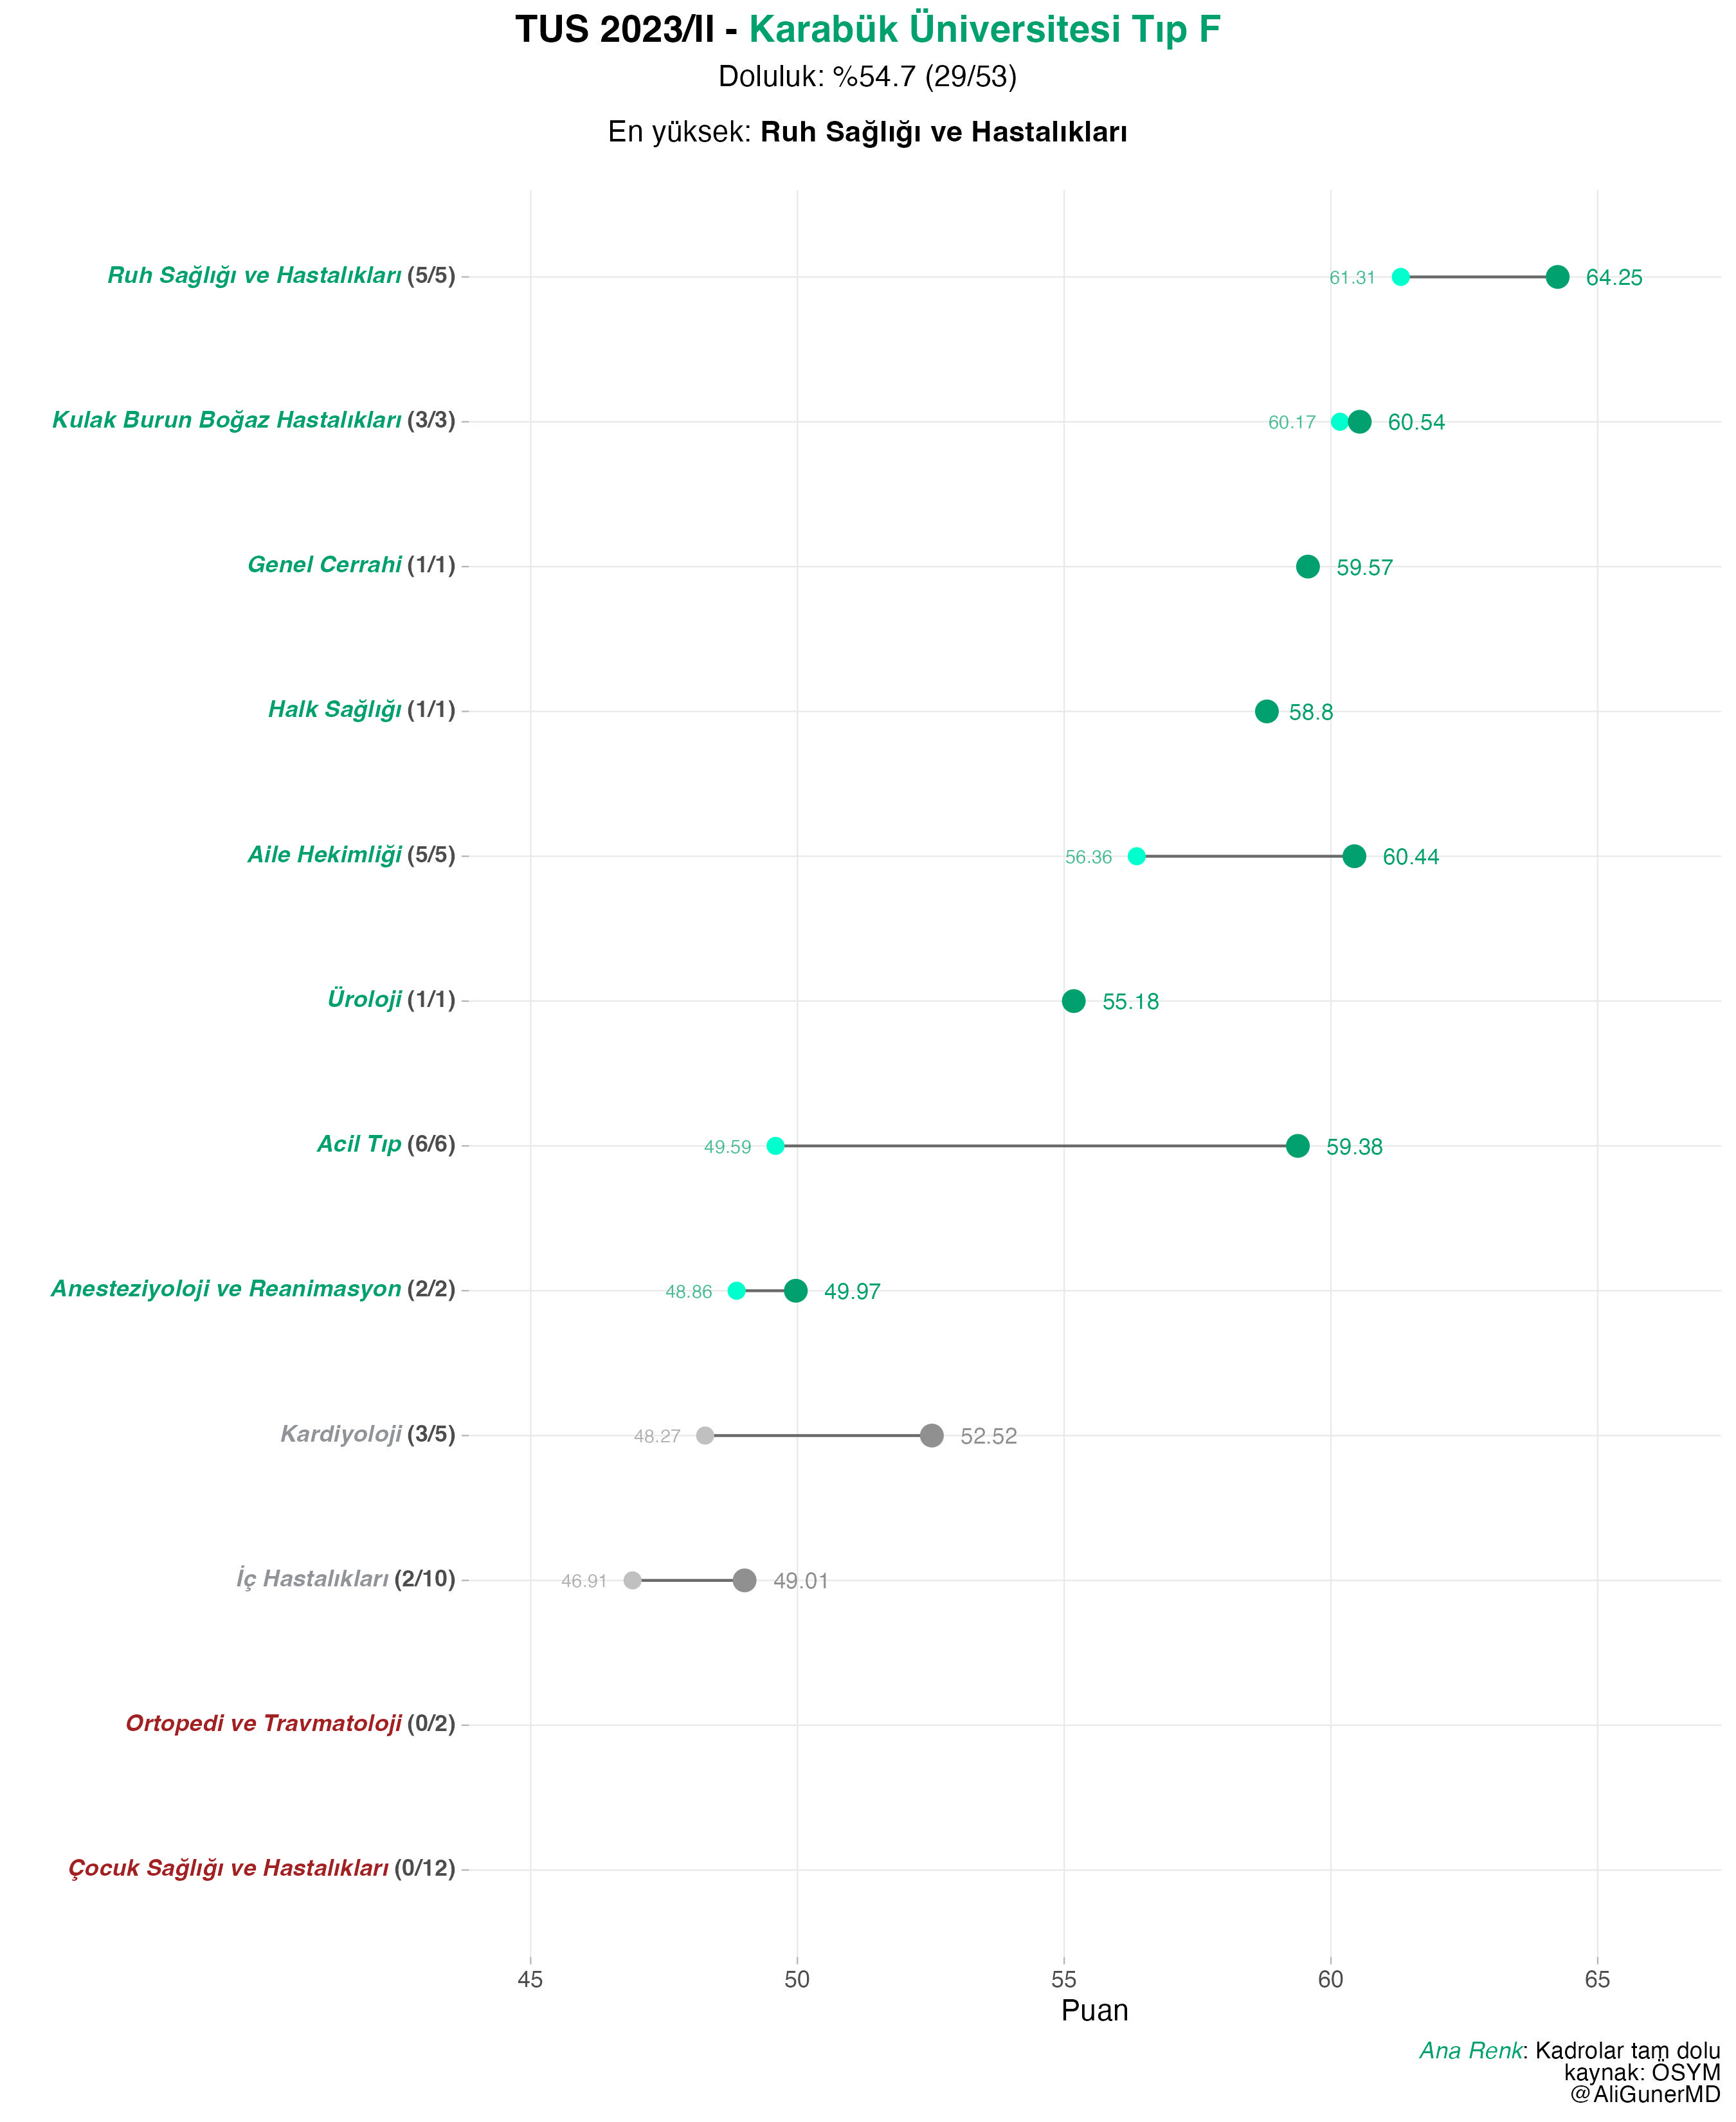 TUS 2023/II - Karabük Üniversitesi Tıp F
Doluluk: %54.7 (29/53)
En yüksek: Ruh Sağlığı ve Hastalıkları
Ruh Sağlığı ve Hastalıkları (5/5) 61.31 64.25
Kulak Burun Boğaz Hastalıkları (3/3) 60.17 60.54
Genel Cerrahi (1/1) 59.57
Halk Sağlığı (1/1) 58.8
Aile Hekimliği (5/5) 56.36 60.44
Üroloji (1/1) 55.18
Acil Tıp (6/6) 49.59 59.38
Anesteziyoloji ve Reanimasyon (2/2) 48.86 49.97
Kardiyoloji (3/5) 48.27 52.52
İç Hastalıkları (2/10) 46.91 49.01
Ortopedi ve Travmatoloji (0/2)
Çocuk Sağlığı ve Hastalıkları (0/12)
45 50 55 60 65
Puan
Ana Renk: Kadrolar tam dolu
kaynak: ÖSYM
@AliGunerMD